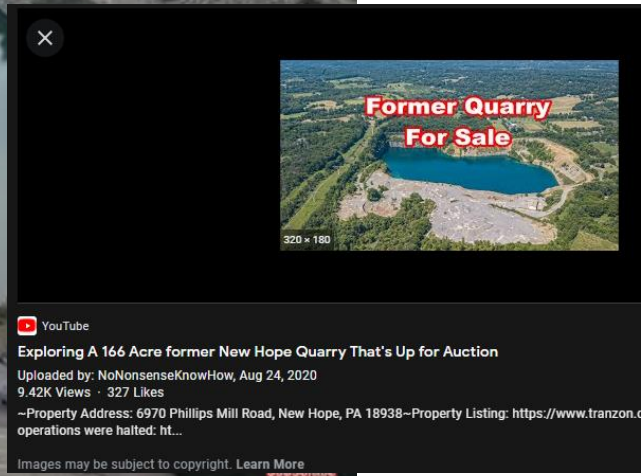 Former Quarry
For Sale
320 × 180
YouTube
Exploring A 166 Acre former New Hope Quarry That's Up for Auction
Uploaded by: NoNonsenseKnowHow, Aug 24, 2020
9.42K Views · 327 Likes
~Property Address: 6970 Phillips Mill Road, New Hope, PA 18938~Property Listing: https://www.tranzon.c
operations were halted: ht...
Images may be subject to copyright. Learn More